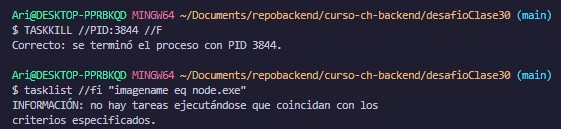 Ari@DESKTOP-PPRBKQD MINGW64 ~/Documents/repobackend/curso-ch-backend/desafioClase30 (main)
$ TASKKILL //PID:3844 //F
Correcto: se terminó el proceso con PID 3844.
Ari@DESKTOP-PPRBKQD MINGW64 ~/Documents/repobackend/curso-ch-backend/desafioClase30 (main)
$ tasklist //fi "imagename eq node.exe"
INFORMACIÓN: no hay tareas ejecutándose que coincidan con los
criterios especificados.